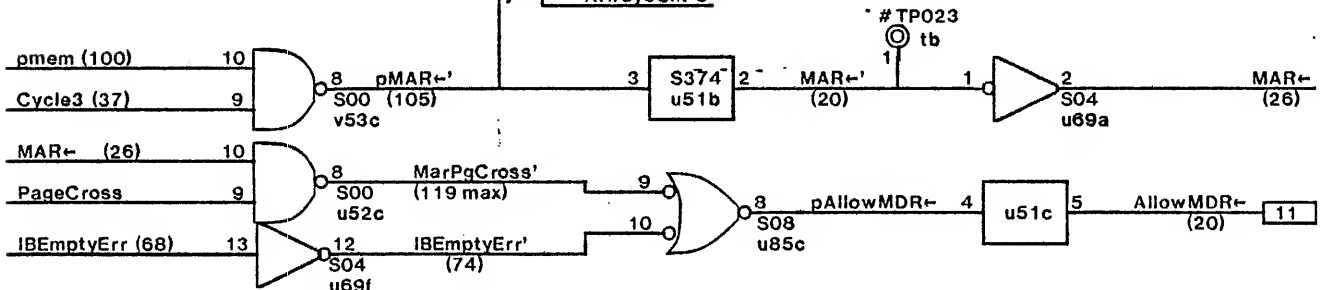 # TP023
tb
1
pmem (100) 10
Cycle3 (37) 9
8 pMAR←' (105)
S00
v53c
3 S374 2
u51b
MAR←' (20)
1 2
S04
u69a
MAR← (26)
MAR← (26) 10
PageCross 9
8 MarPgCross' (119 max)
S00
u52c
IBEmptyErr (68) 13
12 IBEmptyErr' (74)
S04
u69f
9
10
8 pAllowMDR← 4
S08
u85c
u51c
5 AllowMDR← (20)
11